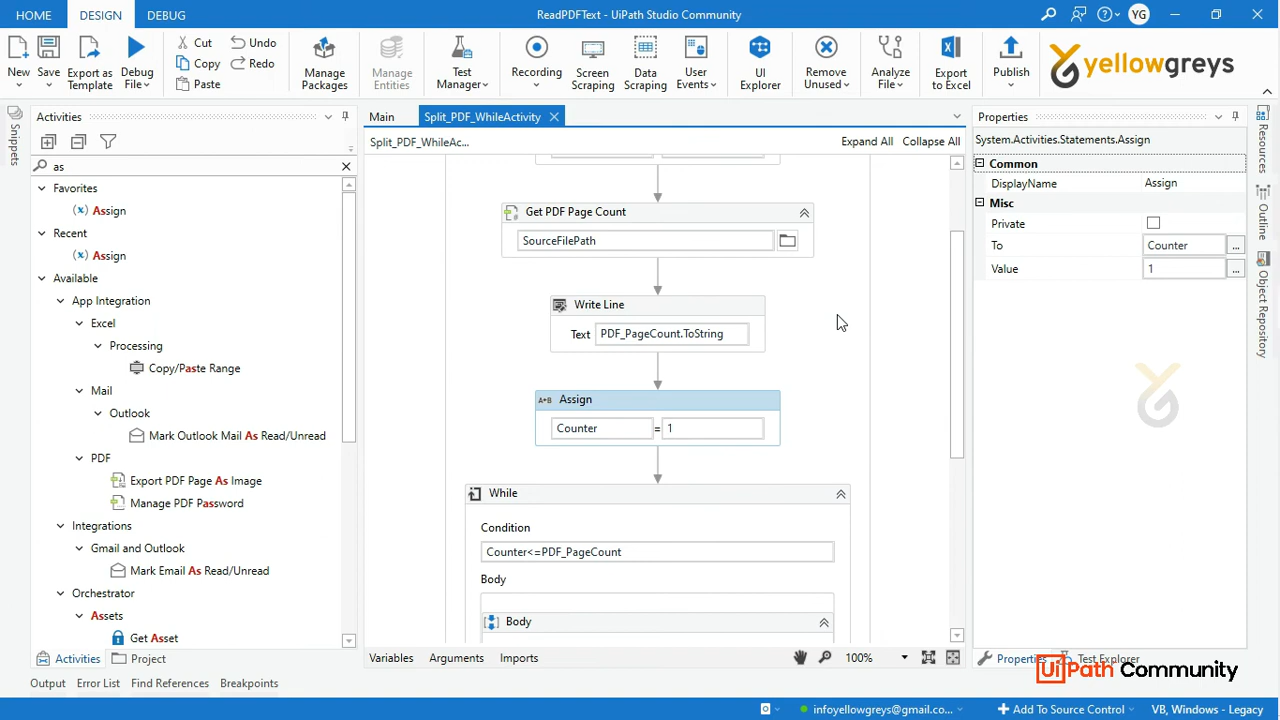 HOME DESIGN DEBUG ReadPDFText - UiPath Studio Community YG
New Save Export as Template Debug File Cut Copy Paste Undo Redo Manage Packages Manage Entities Test Manager Recording Screen Scraping Data Scraping User Events UI Explorer Remove Unused Analyze File Export to Excel Publish yellowgreys
Snippets
Activities
as
Favorites
Assign
Recent
Assign
Available
App Integration
Excel
Processing
Copy/Paste Range
Mail
Outlook
Mark Outlook Mail As Read/Unread
PDF
Export PDF Page As Image
Manage PDF Password
Integrations
Gmail and Outlook
Mark Email As Read/Unread
Orchestrator
Assets
Get Asset
Activities Project
Main Split_PDF_WhileActivity
Split_PDF_WhileAc... Expand All Collapse All
Get PDF Page Count
SourceFilePath
Write Line
Text PDF_PageCount.ToString
A*B Assign
Counter = 1
While
Condition
Counter<=PDF_PageCount
Body
Body
Variables Arguments Imports 100%
Properties
System.Activities.Statements.Assign
Common
DisplayName Assign
Misc
Private
To Counter ...
Value 1 ...
Properties Test Explorer
Resources
Outline
Object Repository
UiPath Community
Output Error List Find References Breakpoints
infoyellowgreys@gmail.co... Add To Source Control VB, Windows - Legacy